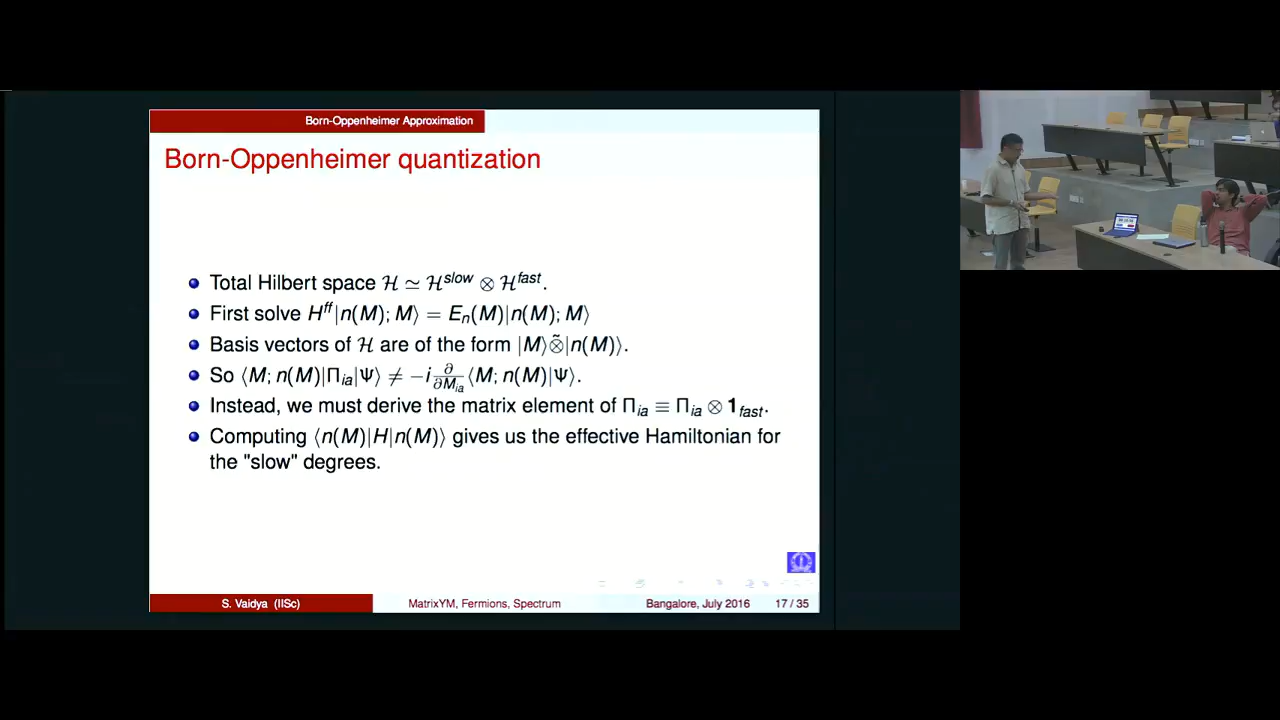 Born-Oppenheimer Approximation
Born-Oppenheimer quantization
Total Hilbert space ℋ ≃ ℋ^slow ⊗ ℋ^fast.
First solve H^ff|n(M); M⟩ = E_n(M)|n(M); M⟩
Basis vectors of ℋ are of the form |M⟩⊗̃|n(M)⟩.
So ⟨M; n(M)|Π_ia|Ψ⟩ ≠ −i ∂/∂M_ia ⟨M; n(M)|Ψ⟩.
Instead, we must derive the matrix element of Π_ia ≡ Π_ia ⊗ 1_fast.
Computing ⟨n(M)|H|n(M)⟩ gives us the effective Hamiltonian for
the "slow" degrees.
S. Vaidya (IISc) MatrixYM, Fermions, Spectrum Bangalore, July 2016 17 / 35